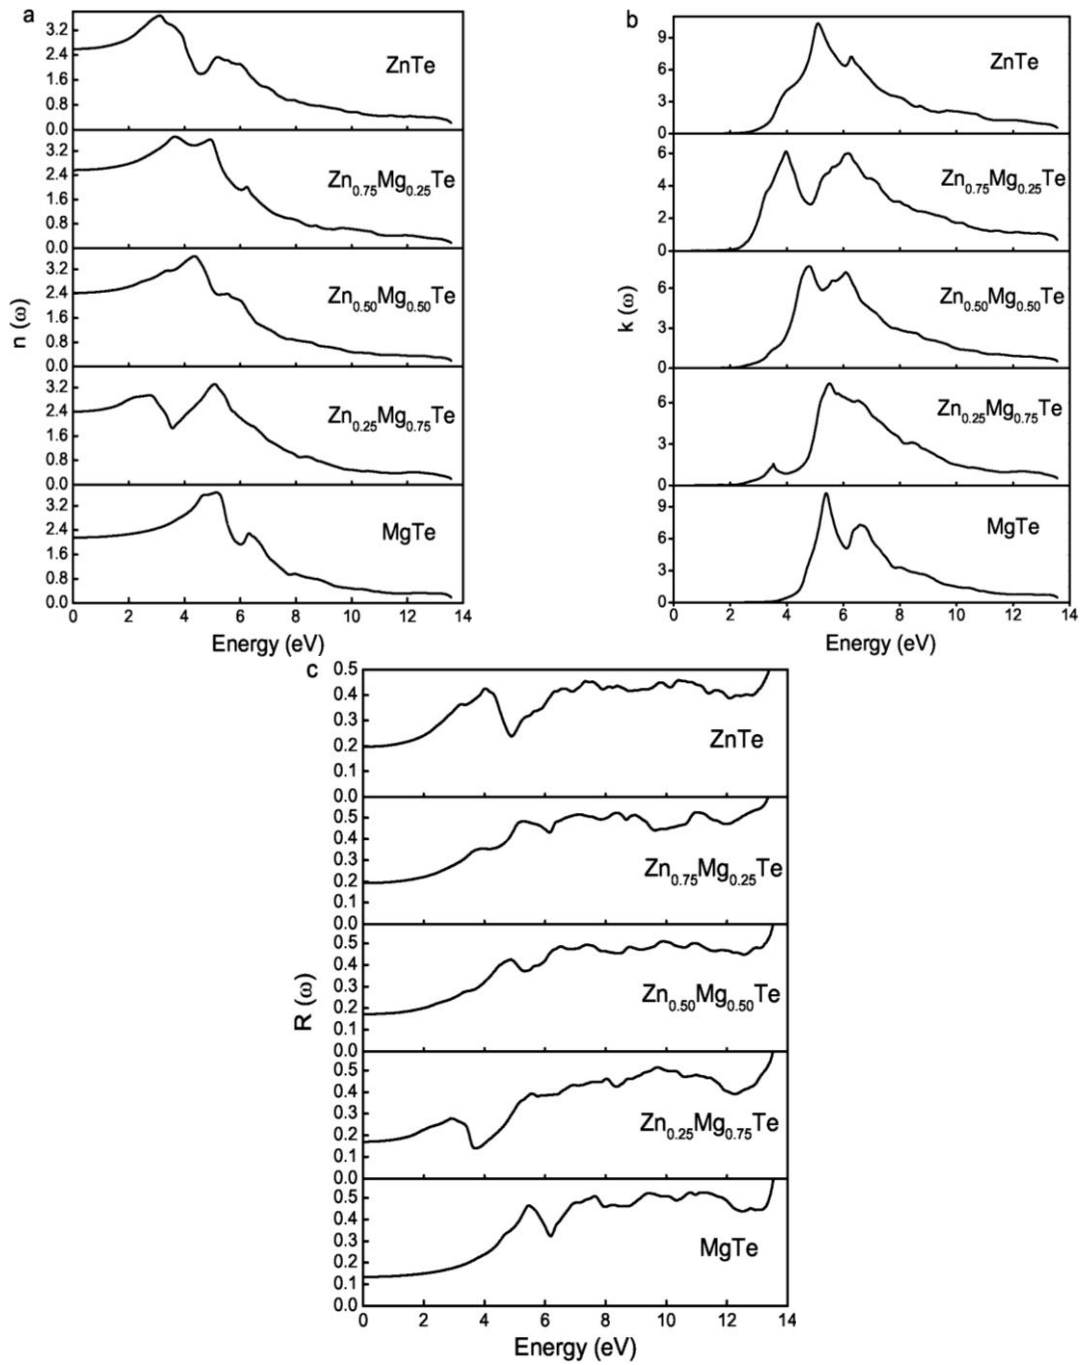 a
3.2
2.4
1.6
0.8
0.0
ZnTe
3.2
2.4
1.6
0.8
0.0
Zn0.75Mg0.25Te
3.2
2.4
1.6
0.8
0.0
Zn0.50Mg0.50Te
3.2
2.4
1.6
0.8
0.0
Zn0.25Mg0.75Te
3.2
2.4
1.6
0.8
0.0
MgTe
n (ω)
0 2 4 6 8 10 12 14
Energy (eV)
b
9
6
3
0
ZnTe
6
4
2
0
Zn0.75Mg0.25Te
6
3
0
Zn0.50Mg0.50Te
6
3
0
Zn0.25Mg0.75Te
9
6
3
0
MgTe
k (ω)
0 2 4 6 8 10 12 14
Energy (eV)
c
0.5
0.4
0.3
0.2
0.1
0.0
ZnTe
0.5
0.4
0.3
0.2
0.1
0.0
Zn0.75Mg0.25Te
0.5
0.4
0.3
0.2
0.1
0.0
Zn0.50Mg0.50Te
0.5
0.4
0.3
0.2
0.1
0.0
Zn0.25Mg0.75Te
0.5
0.4
0.3
0.2
0.1
0.0
MgTe
R (ω)
0 2 4 6 8 10 12 14
Energy (eV)